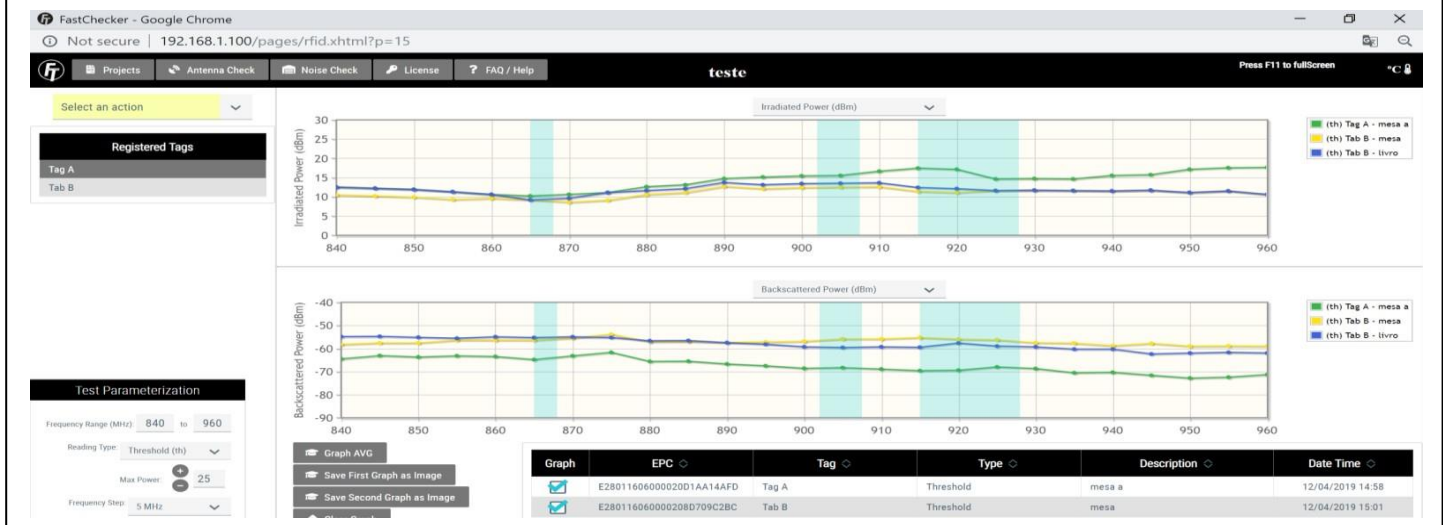 FastChecker - Google Chrome
Not secure | 192.168.1.100/pages/rfid.xhtml?p=15
Projects Antenna Check Noise Check License ? FAQ / Help teste Press F11 to fullScreen °C
Select an action
Registered Tags
Tag A
Tab B
Irradiated Power (dBm)
Irradiated Power (dBm)
30
25
20
15
10
5
0
840 850 860 870 880 890 900 910 920 930 940 950 960
(th) Tag A - mesa a
(th) Tab B - mesa
(th) Tab B - livro
Backscattered Power (dBm)
Backscattered Power (dBm)
-40
-50
-60
-70
-80
-90
840 850 860 870 880 890 900 910 920 930 940 950 960
(th) Tag A - mesa a
(th) Tab B - mesa
(th) Tab B - livro
Test Parameterization
Frequency Range (MHz): 840 to 960
Reading Type: Threshold (th)
Max Power: 25
Frequency Step: 5 MHz
Graph AVG
Save First Graph as Image
Save Second Graph as Image
Graph EPC Tag Type Description Date Time
E28011606000020D1AA14AFD Tag A Threshold mesa a 12/04/2019 14:58
E280116060000208D709C2BC Tab B Threshold mesa 12/04/2019 15:01